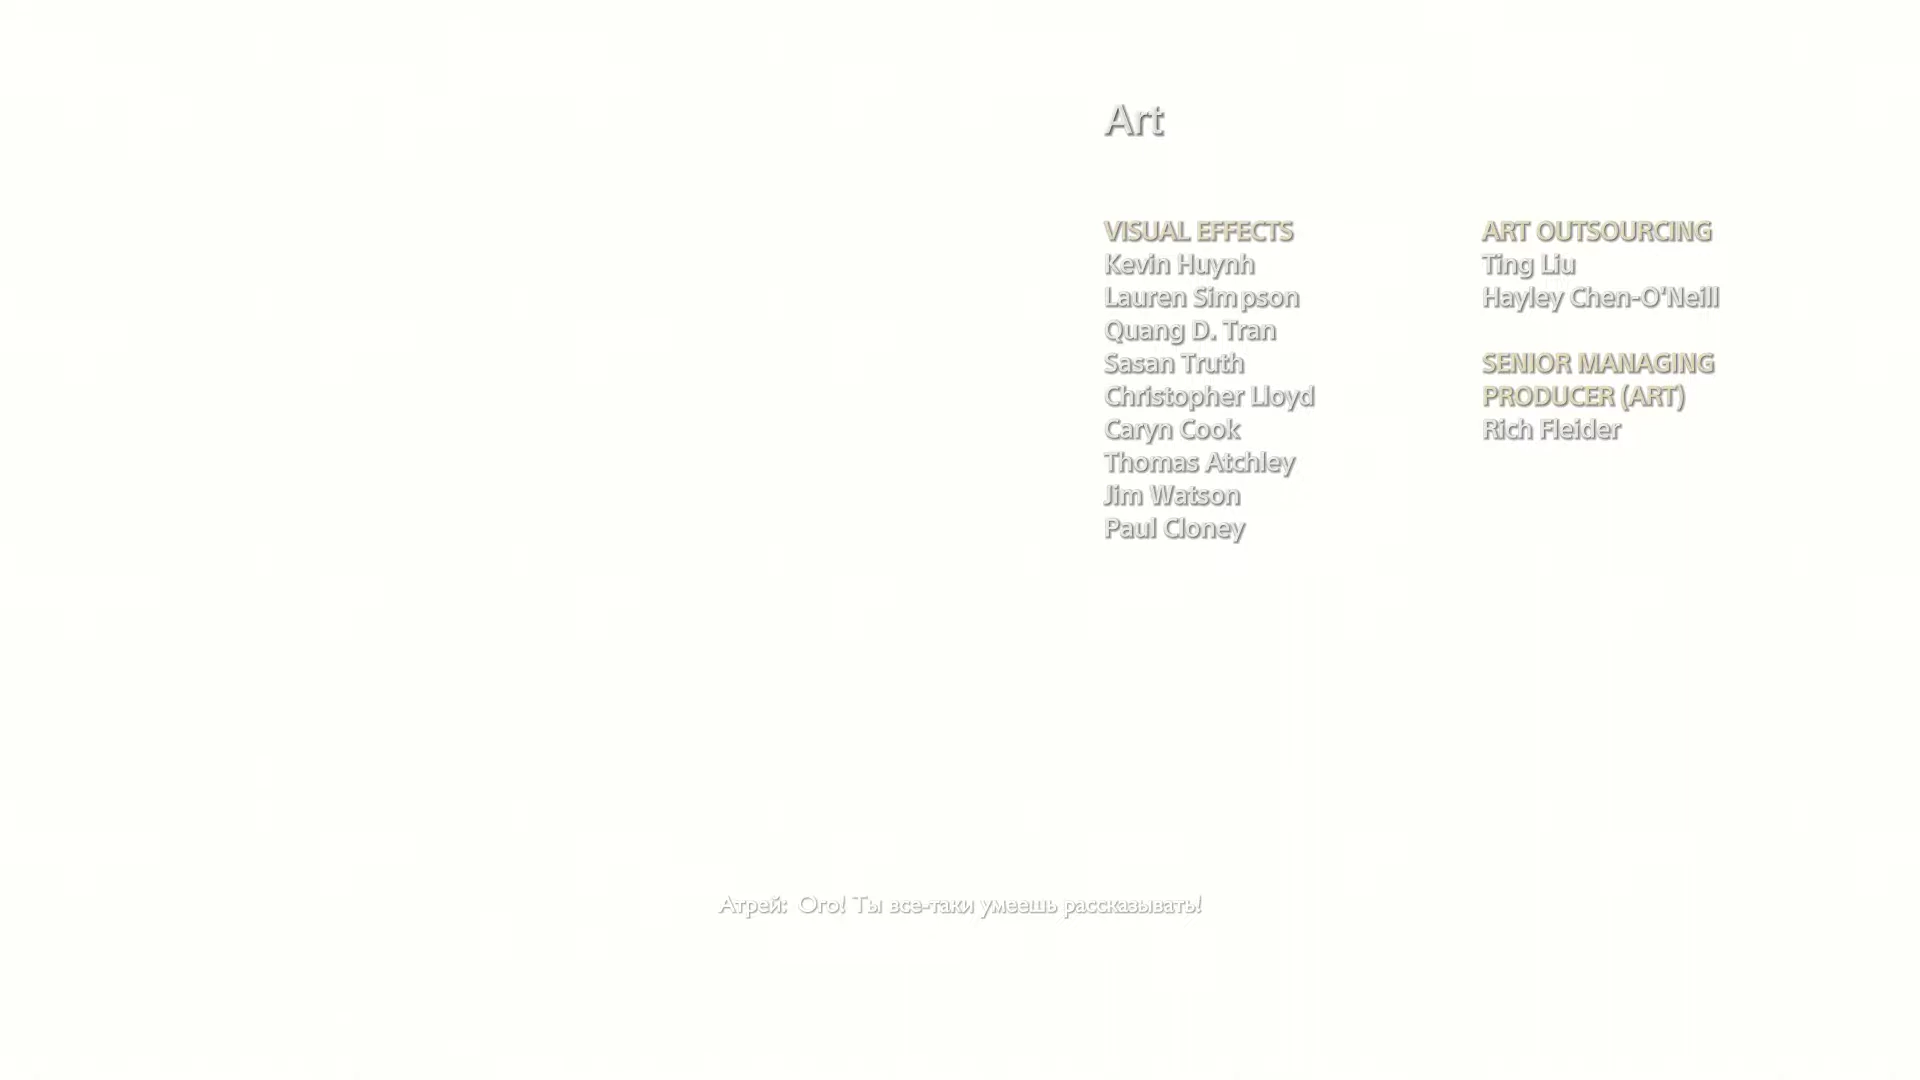 Art
VISUAL EFFECTS
Kevin Huynh
Lauren Simpson
Quang D. Tran
Sasan Truth
Christopher Lloyd
Caryn Cook
Thomas Atchley
Jim Watson
Paul Cloney
ART OUTSOURCING
Ting Liu
Hayley Chen-O'Neill
SENIOR MANAGING
PRODUCER (ART)
Rich Fleider
Атрей: Ого! Ты все-таки умеешь рассказывать!